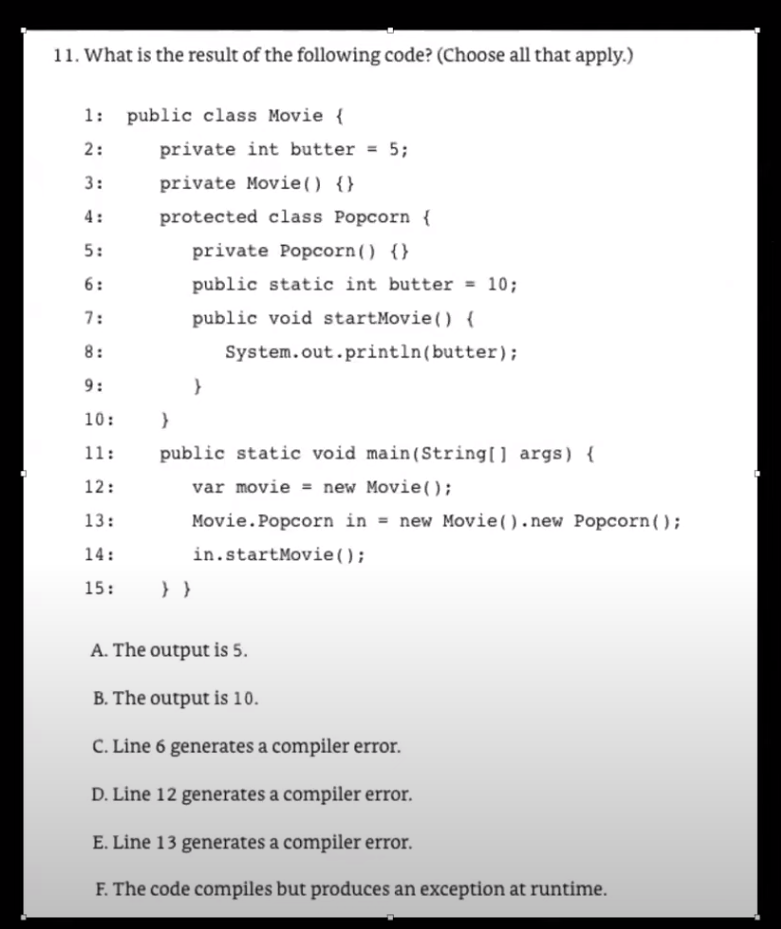 11. What is the result of the following code? (Choose all that apply.)
1: public class Movie {
2: private int butter = 5;
3: private Movie() {}
4: protected class Popcorn {
5: private Popcorn() {}
6: public static int butter = 10;
7: public void startMovie() {
8: System.out.println(butter);
9: }
10: }
11: public static void main(String[] args) {
12: var movie = new Movie();
13: Movie.Popcorn in = new Movie().new Popcorn();
14: in.startMovie();
15: } }
A. The output is 5.
B. The output is 10.
C. Line 6 generates a compiler error.
D. Line 12 generates a compiler error.
E. Line 13 generates a compiler error.
F. The code compiles but produces an exception at runtime.